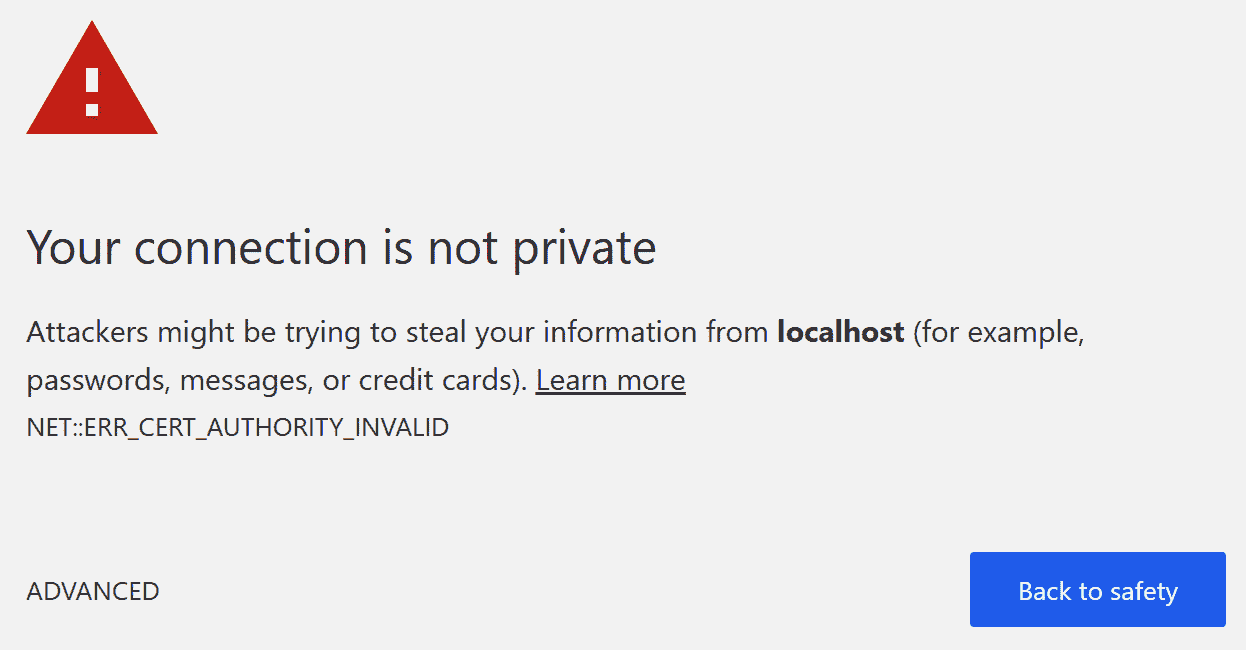 Your connection is not private
Attackers might be trying to steal your information from localhost (for example,
passwords, messages, or credit cards). Learn more
NET::ERR_CERT_AUTHORITY_INVALID
ADVANCED
Back to safety